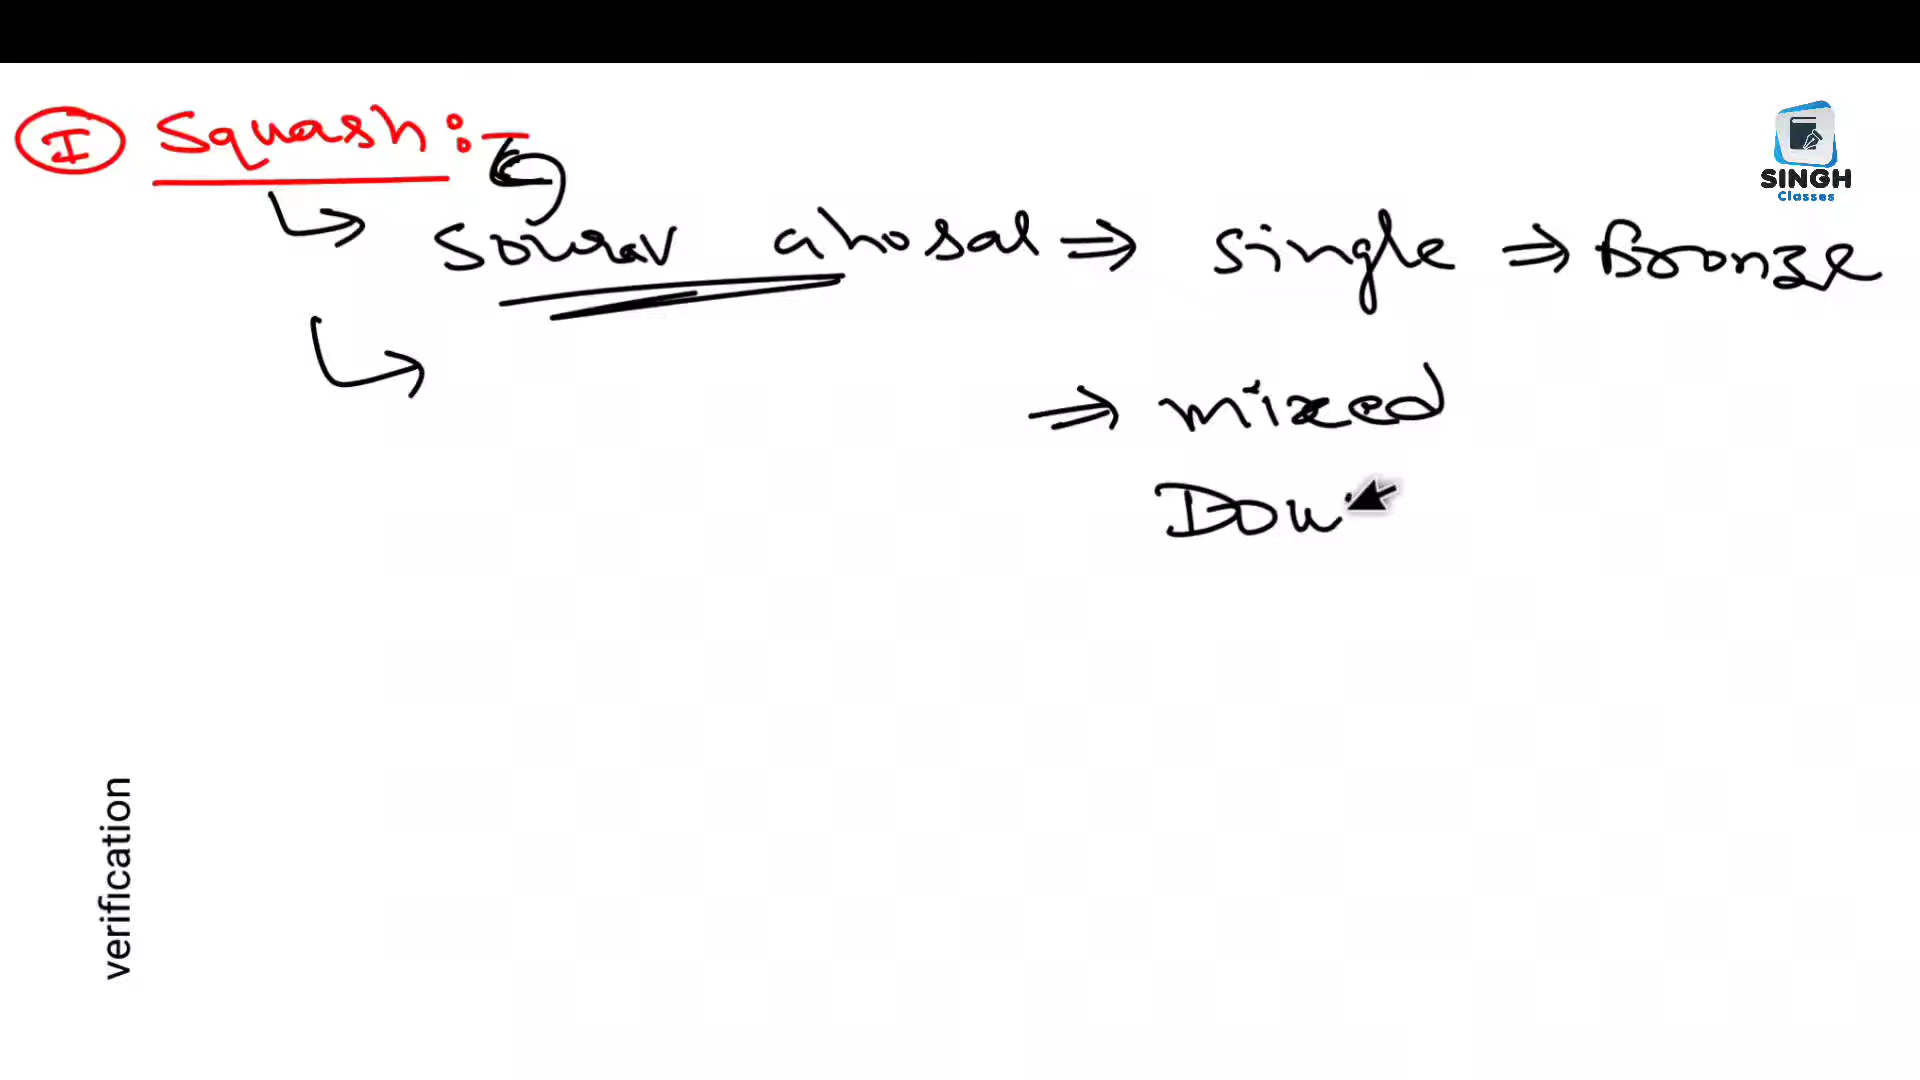 I Squash:-
Sourav Ghosal ⇒ Single ⇒ Bronze
⇒ mixed
Dou
SINGH
Classes
verification